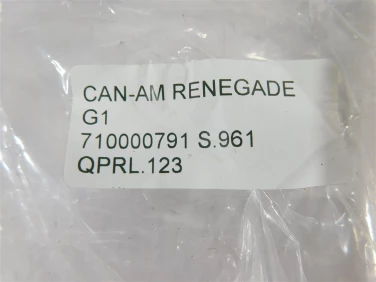 CAN-AM RENEGADE
G1
710000791 S.961
QPRL.123